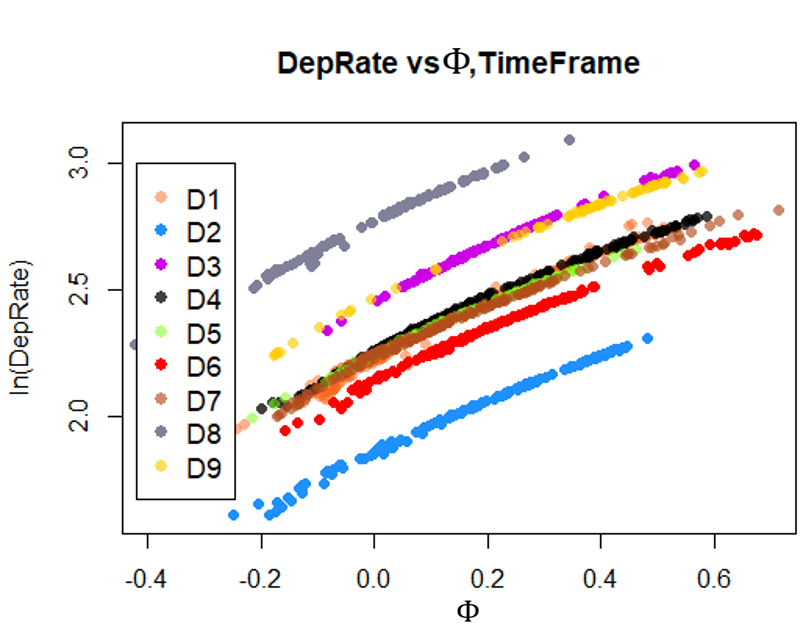 DepRate vsΦ,TimeFrame
ln(DepRate)
3.0
2.5
2.0
D1
D2
D3
D4
D5
D6
D7
D8
D9
-0.4 -0.2 0.0 0.2 0.4 0.6
Φ